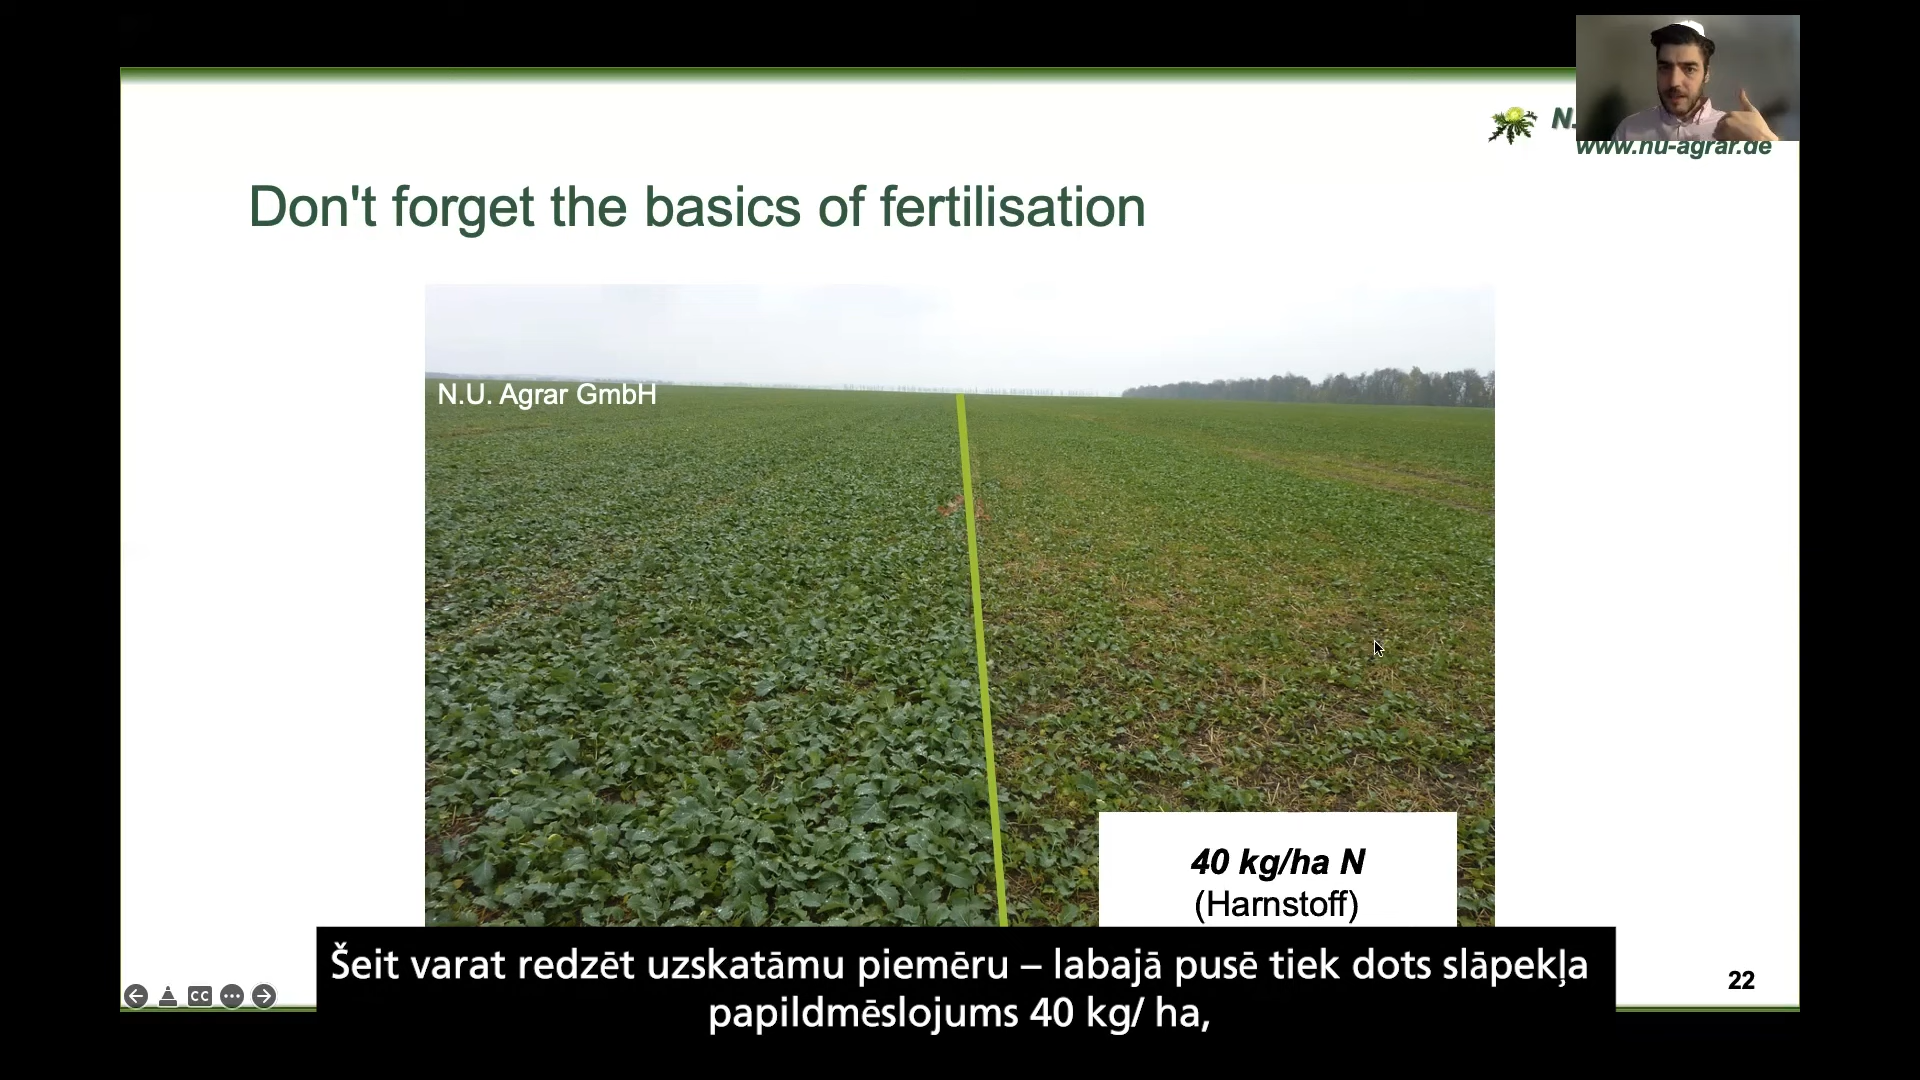 N.
www.nu-agrar.de
Don't forget the basics of fertilisation
N.U. Agrar GmbH
40 kg/ha N
(Harnstoff)
Šeit varat redzēt uzskatāmu piemēru – labajā pusē tiek dots slāpekļa
papildmēslojums 40 kg/ ha,
CC
22